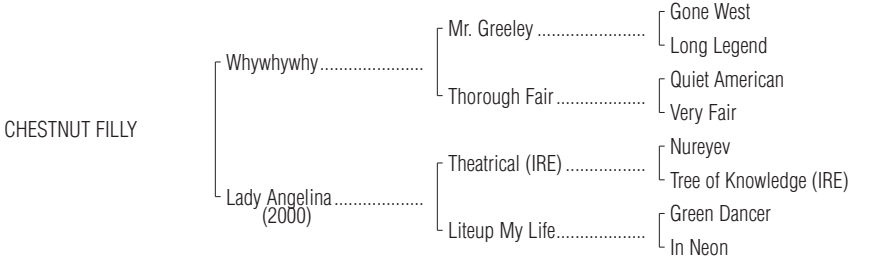 Gone West
Mr. Greeley .......................
Long Legend
Whywhywhy......................
Quiet American
Thorough Fair...................
Very Fair
CHESTNUT FILLY
Nureyev
Theatrical (IRE) .................
Tree of Knowledge (IRE)
Lady Angelina...................
(2000)
Green Dancer
Liteup My Life...................
In Neon